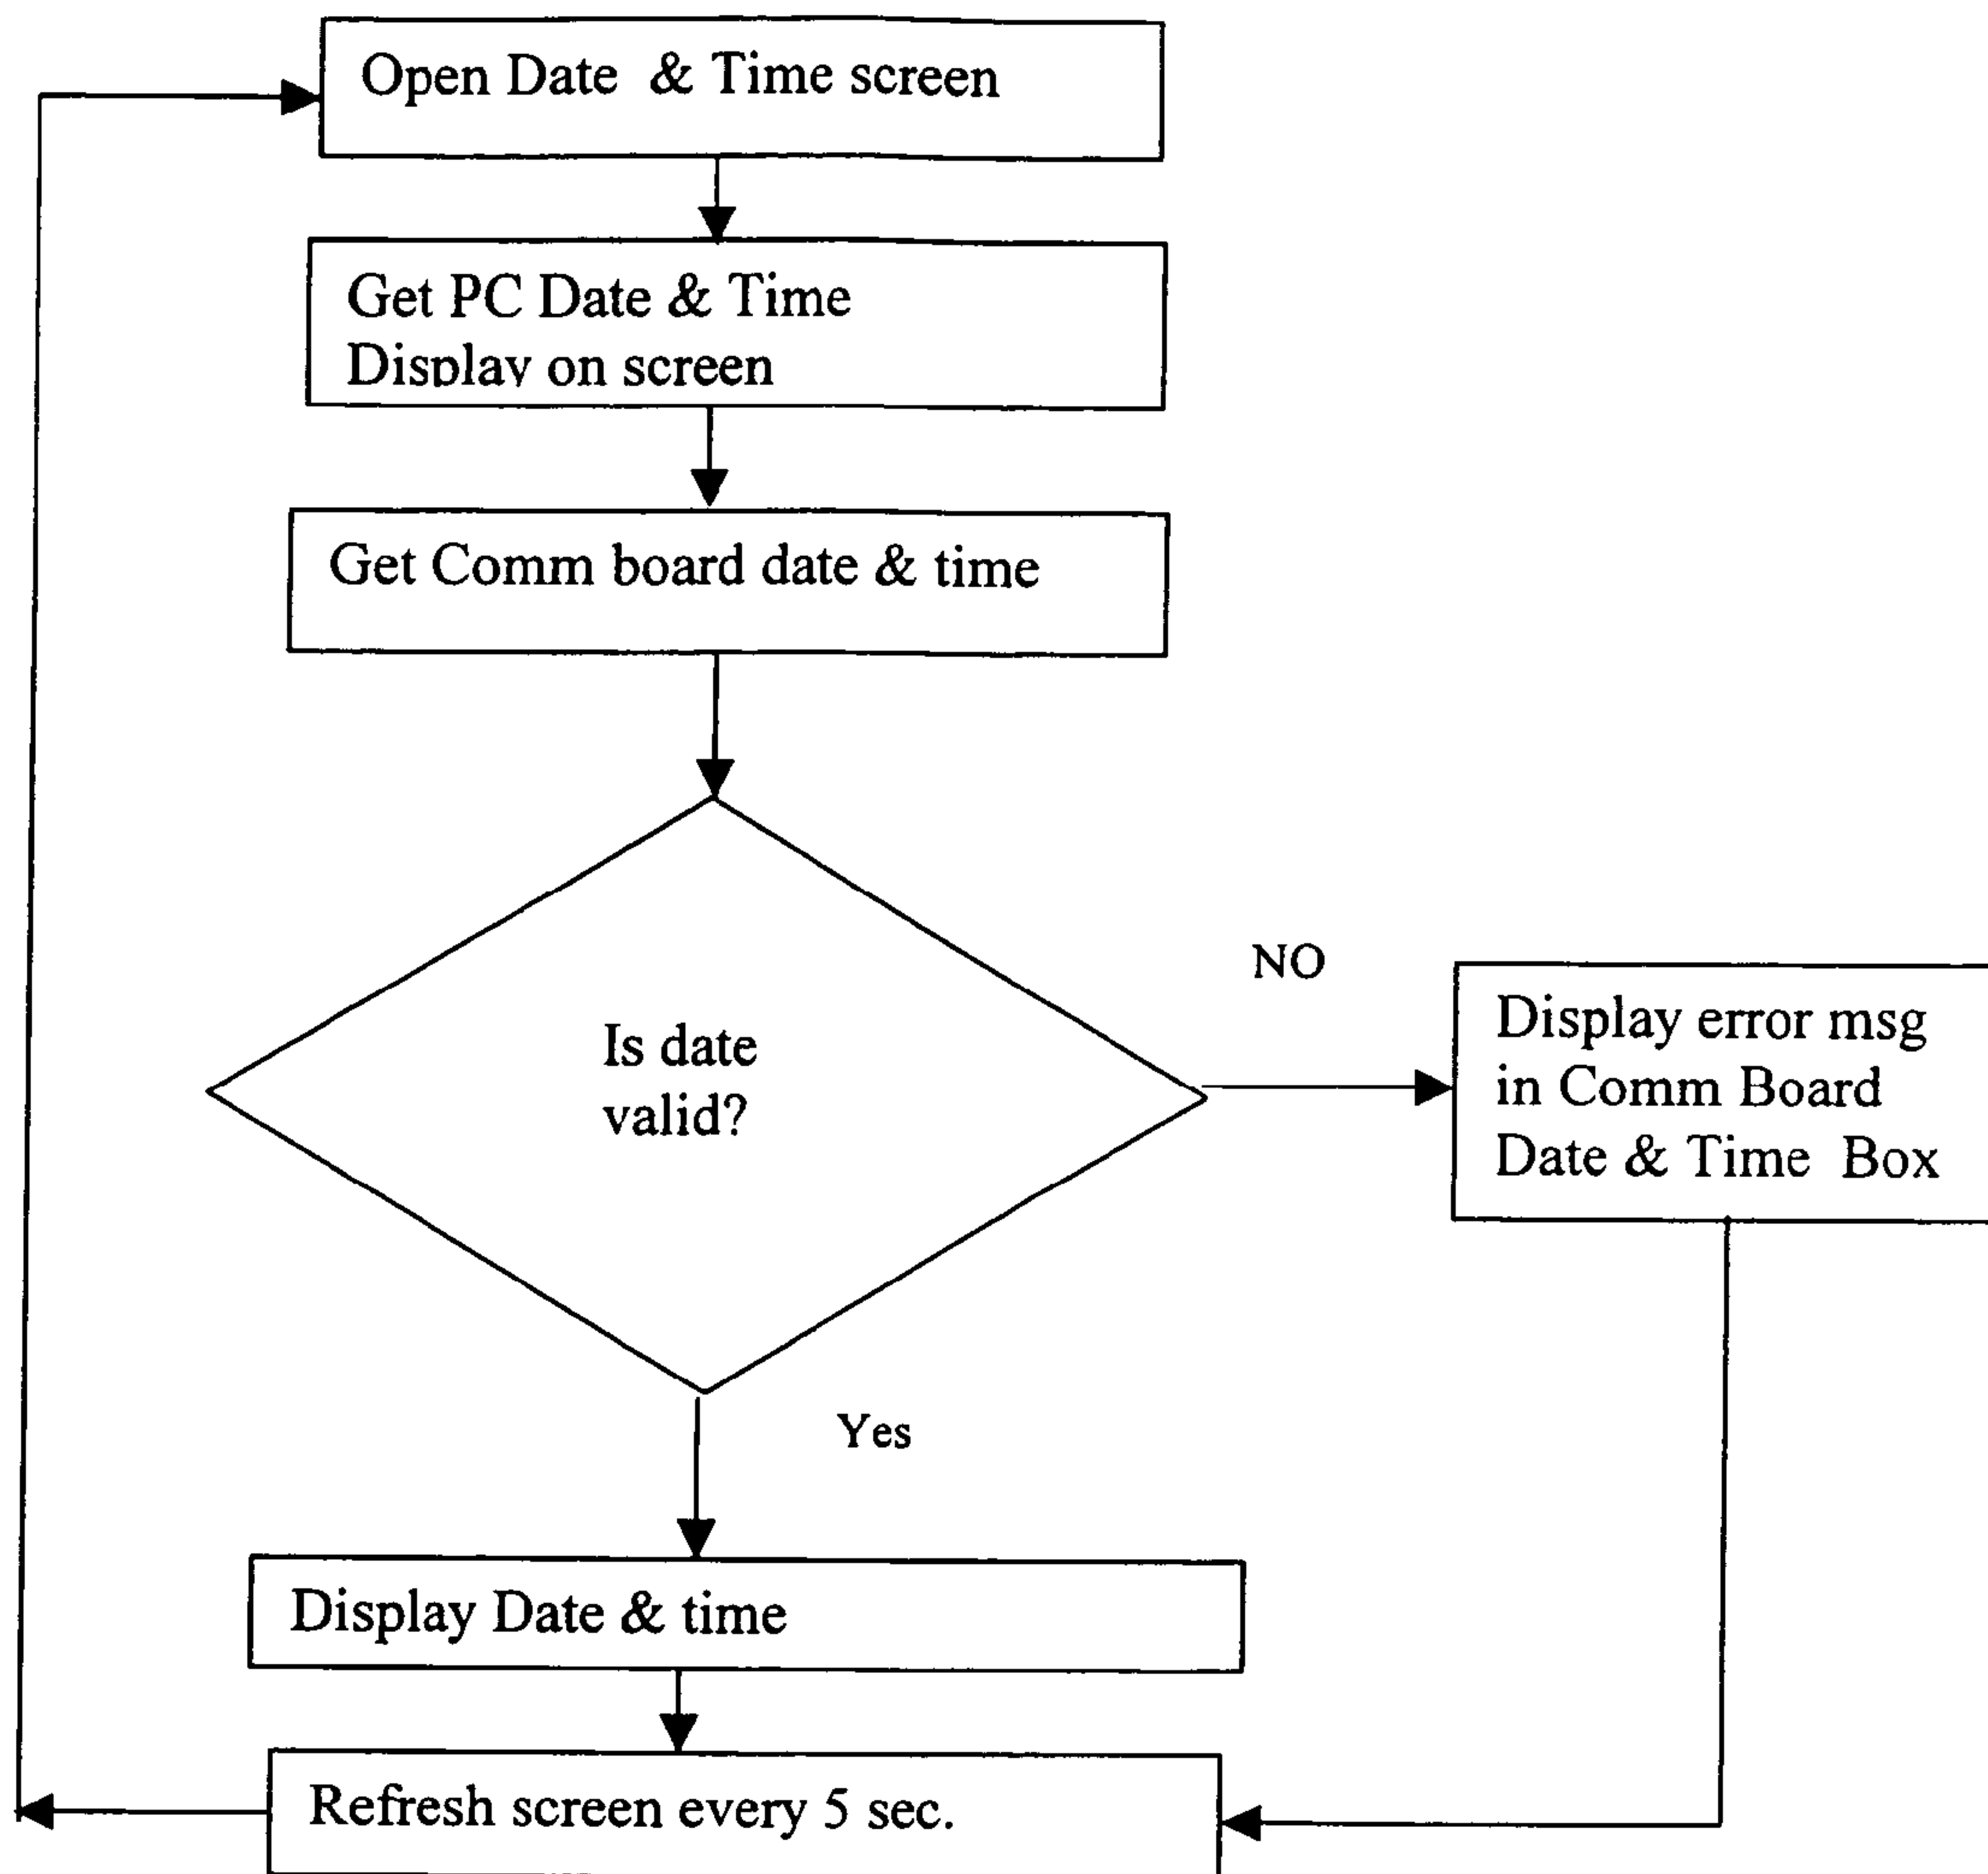 Open Date & Time screen
Get PC Date & Time
Display on screen
Get Comm board date & time
Is date
valid?
NO
Display error msg
in Comm Board
Date & Time Box
Yes
Display Date & time
Refresh screen every 5 sec.